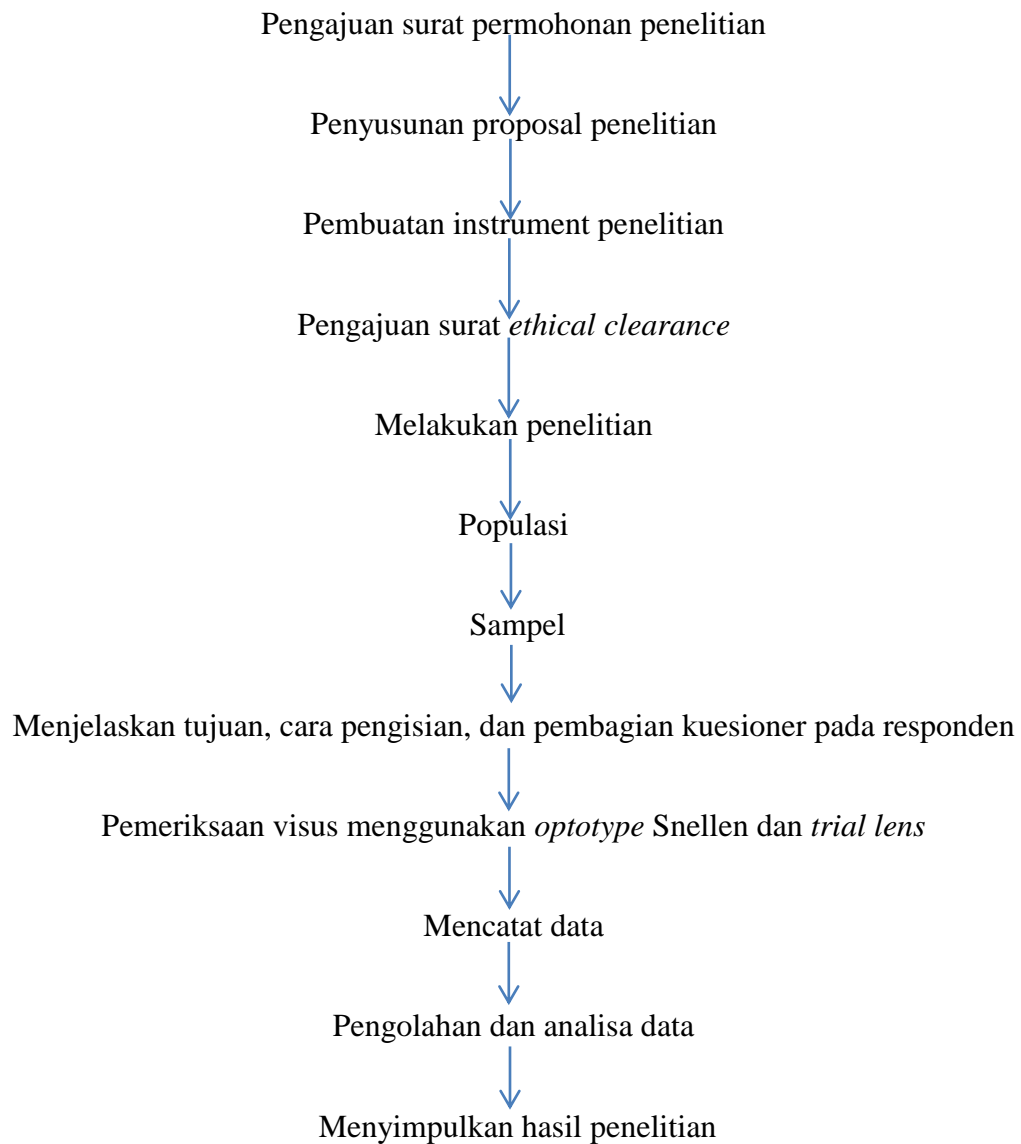 Pengajuan surat permohonan penelitian
Penyusunan proposal penelitian
Pembuatan instrument penelitian
Pengajuan surat ethical clearance
Melakukan penelitian
Populasi
Sampel
Menjelaskan tujuan, cara pengisian, dan pembagian kuesioner pada responden
Pemeriksaan visus menggunakan optotype Snellen dan trial lens
Mencatat data
Pengolahan dan analisa data
Menyimpulkan hasil penelitian